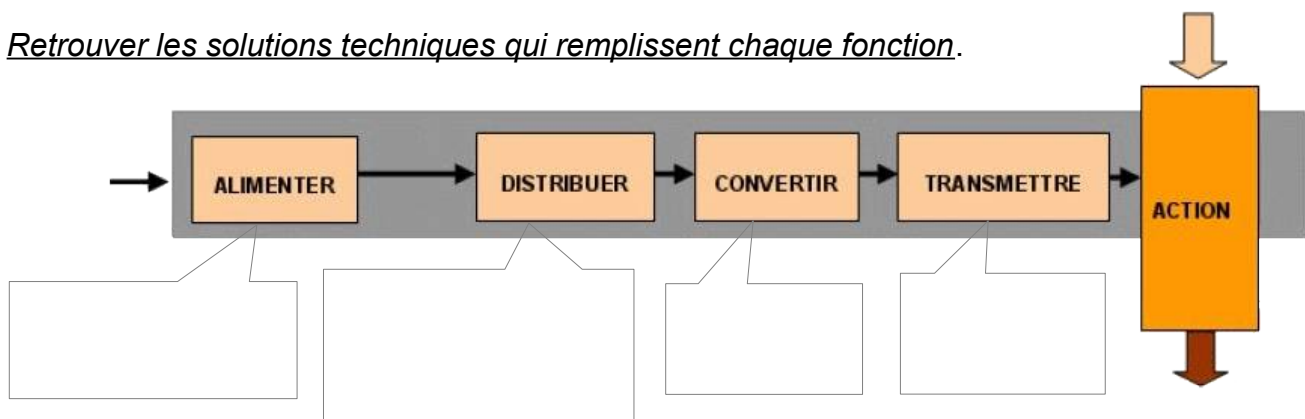 Retrouver les solutions techniques qui remplissent chaque fonction.
ALIMENTER
DISTRIBUER
CONVERTIR
TRANSMETTRE
ACTION